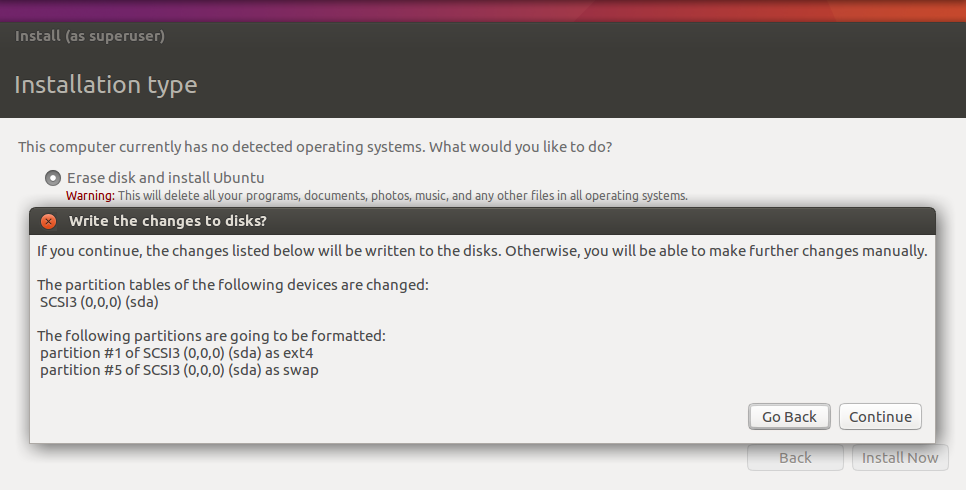 Install (as superuser)
Installation type
This computer currently has no detected operating systems. What would you like to do?
Erase disk and install Ubuntu
Warning: This will delete all your programs, documents, photos, music, and any other files in all operating systems.
Write the changes to disks?
If you continue, the changes listed below will be written to the disks. Otherwise, you will be able to make further changes manually.
The partition tables of the following devices are changed:
SCSI3 (0,0,0) (sda)
The following partitions are going to be formatted:
partition #1 of SCSI3 (0,0,0) (sda) as ext4
partition #5 of SCSI3 (0,0,0) (sda) as swap
Go Back Continue
Back Install Now